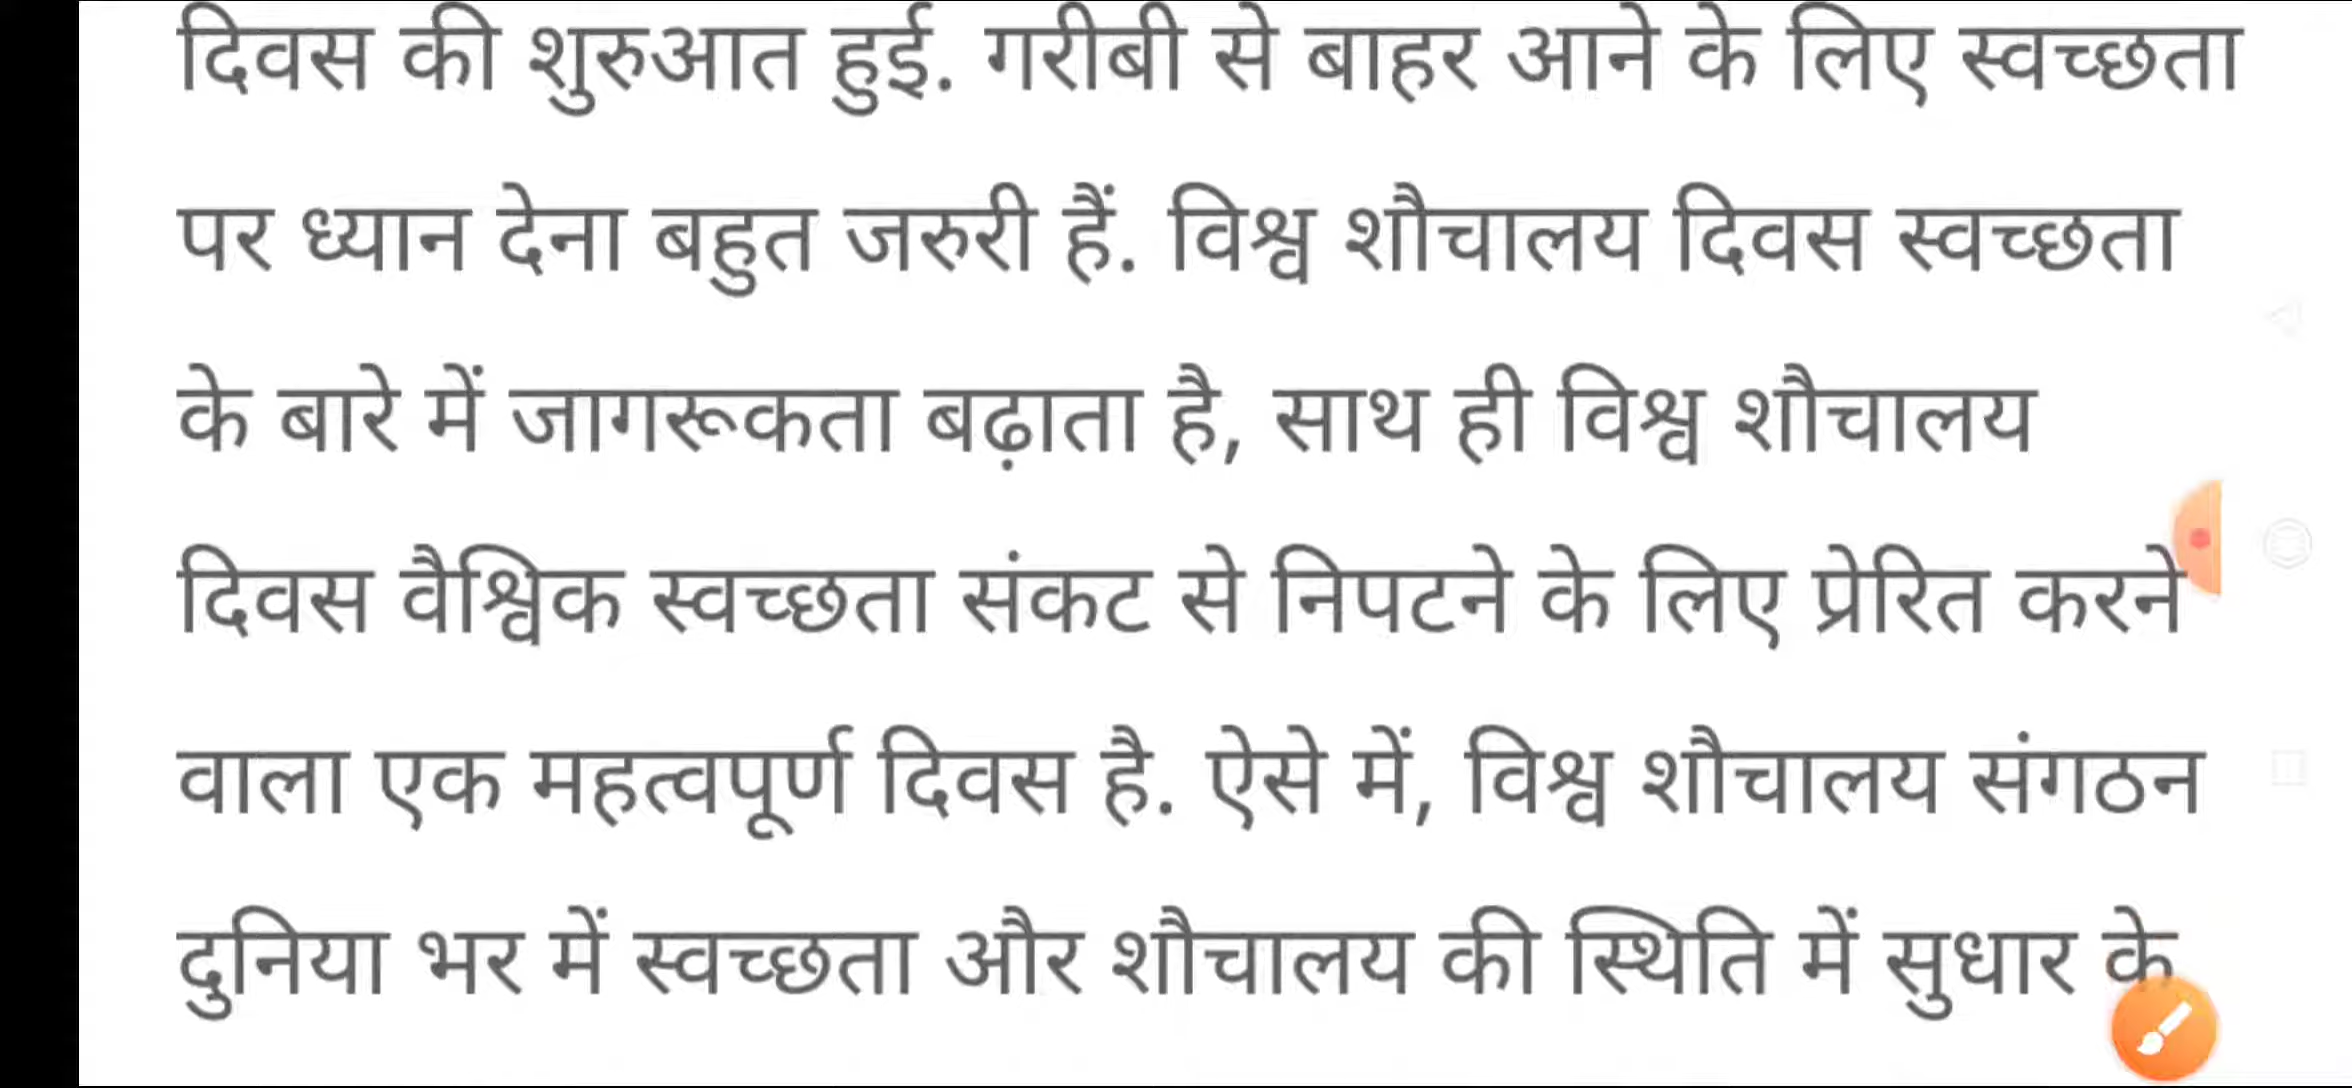 दिवस की शुरुआत हुई. गरीबी से बाहर आने के लिए स्वच्छता
पर ध्यान देना बहुत जरुरी हैं. विश्व शौचालय दिवस स्वच्छता
के बारे में जागरूकता बढ़ाता है, साथ ही विश्व शौचालय
दिवस वैश्विक स्वच्छता संकट से निपटने के लिए प्रेरित करने
वाला एक महत्वपूर्ण दिवस है. ऐसे में, विश्व शौचालय संगठन
दुनिया भर में स्वच्छता और शौचालय की स्थिति में सुधार के